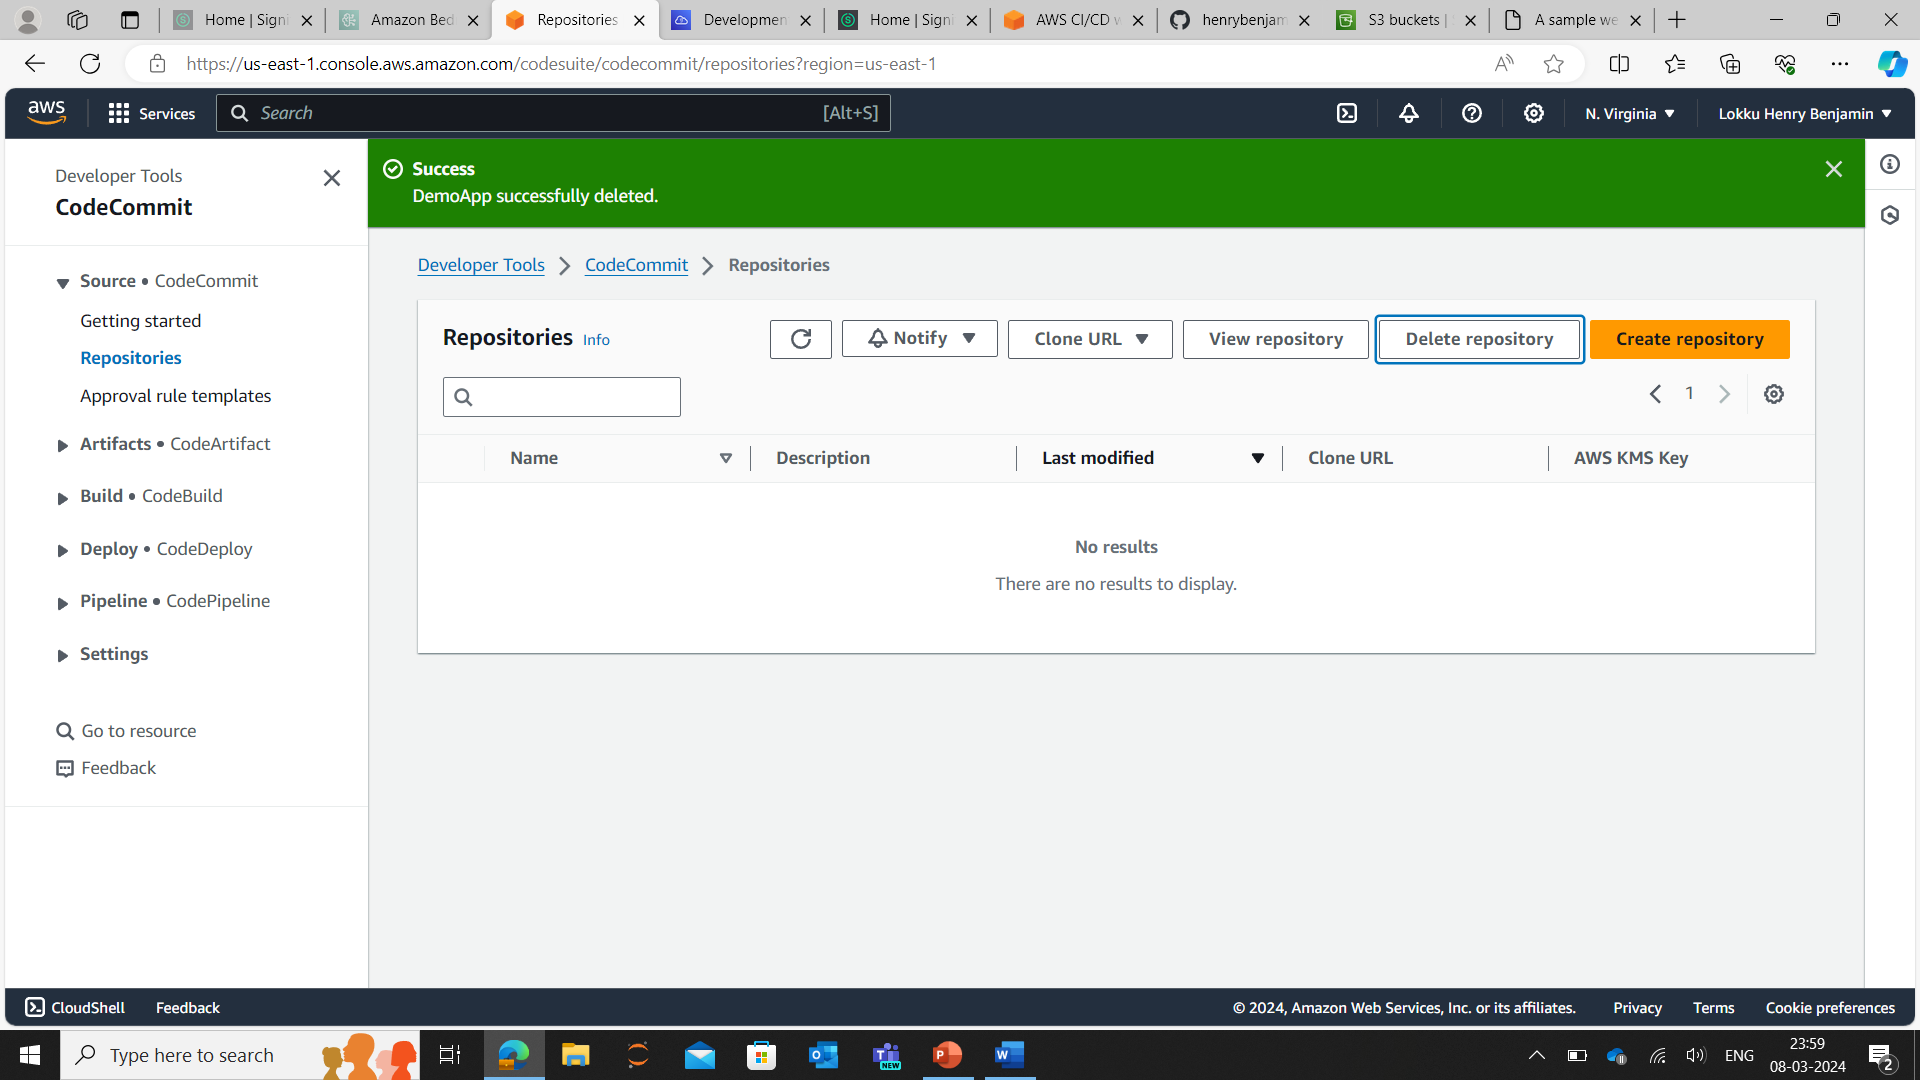 Home | Signi
Amazon Bed
Repositories
Developmen
Home | Signi
AWS CI/CD w
henrybenjam
S3 buckets |
A sample we
https://us-east-1.console.aws.amazon.com/codesuite/codecommit/repositories?region=us-east-1
aws
Services
Search
[Alt+S]
N. Virginia
Lokku Henry Benjamin
Developer Tools
CodeCommit
Source • CodeCommit
Getting started
Repositories
Approval rule templates
Artifacts • CodeArtifact
Build • CodeBuild
Deploy • CodeDeploy
Pipeline • CodePipeline
Settings
Go to resource
Feedback
Success
DemoApp successfully deleted.
Developer Tools
CodeCommit
Repositories
Repositories Info
Notify
Clone URL
View repository
Delete repository
Create repository
1
Name
Description
Last modified
Clone URL
AWS KMS Key
No results
There are no results to display.
CloudShell
Feedback
© 2024, Amazon Web Services, Inc. or its affiliates.
Privacy
Terms
Cookie preferences
Type here to search
NEW
ENG
23:59
08-03-2024
2